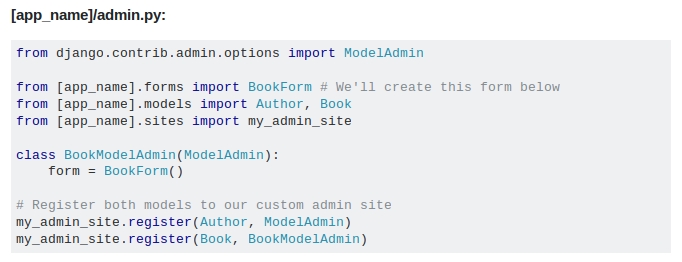 [app_name]/admin.py:
from django.contrib.admin.options import ModelAdmin
from [app_name].forms import BookForm # We'll create this form below
from [app_name].models import Author, Book
from [app_name].sites import my_admin_site
class BookModelAdmin(ModelAdmin):
    form = BookForm()
# Register both models to our custom admin site
my_admin_site.register(Author, ModelAdmin)
my_admin_site.register(Book, BookModelAdmin)